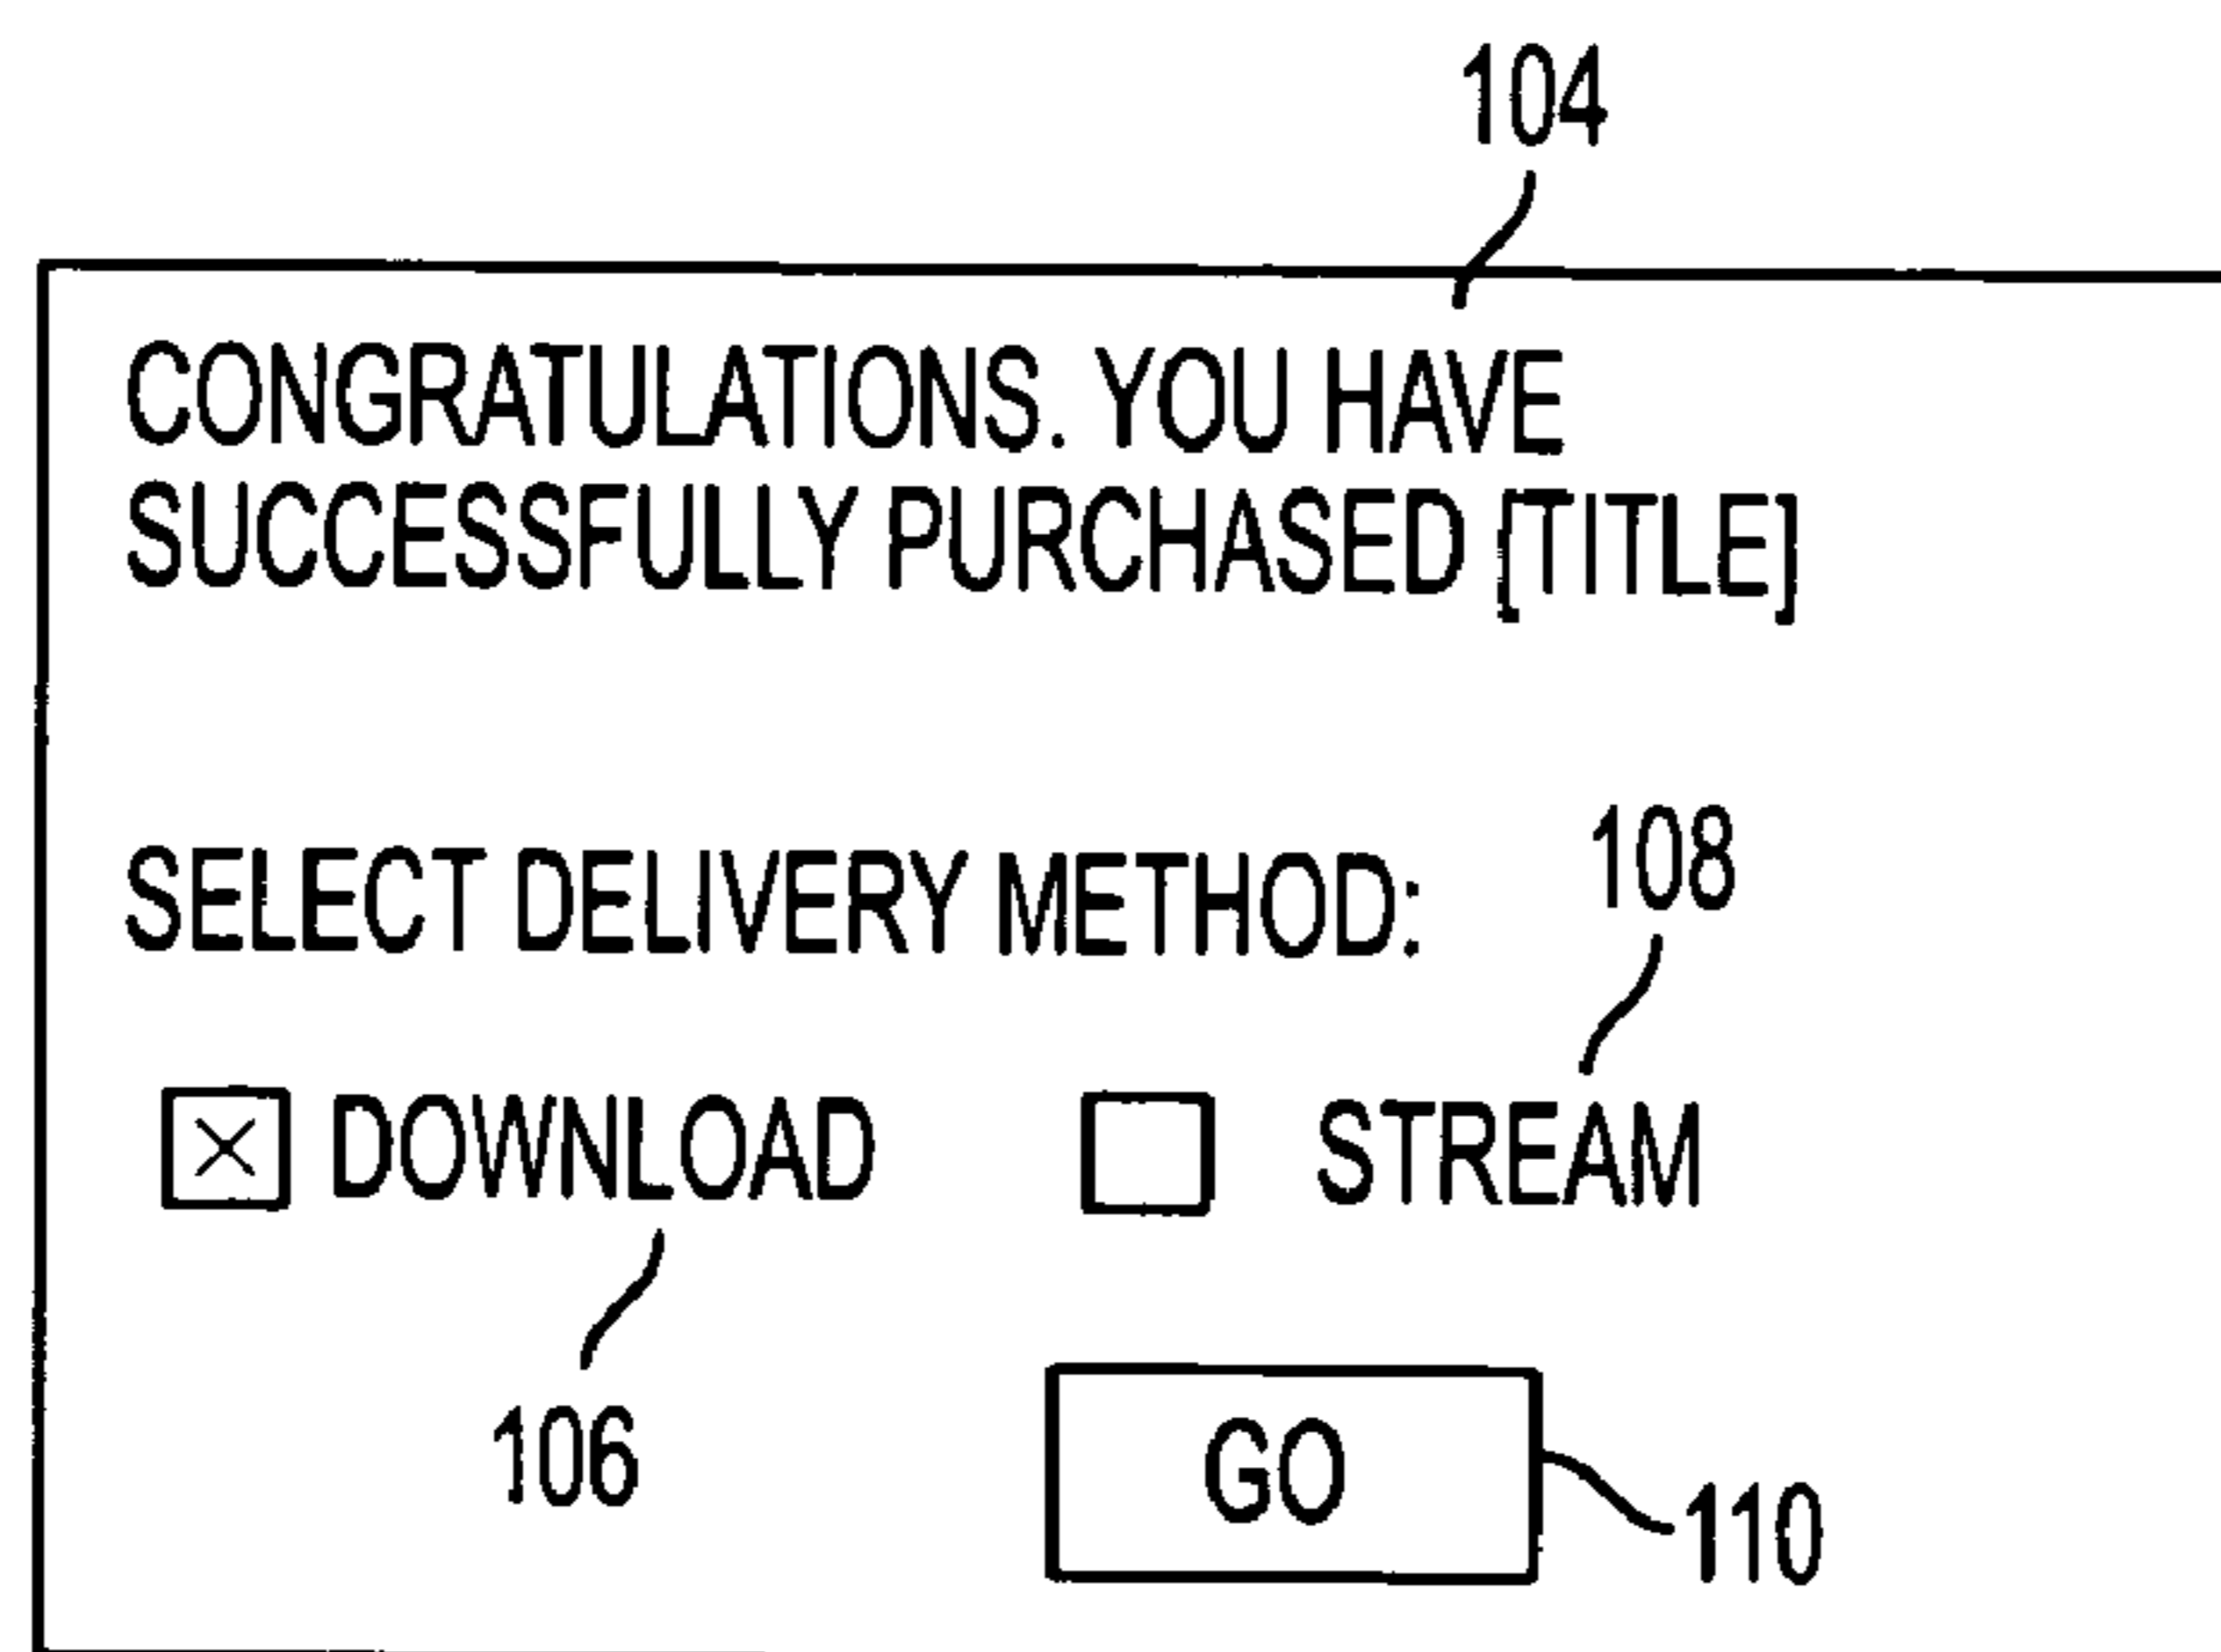 104
CONGRATULATIONS. YOU HAVE
SUCCESSFULLY PURCHASED [TITLE]
108
SELECT DELIVERY METHOD:
DOWNLOAD STREAM
106
GO
110